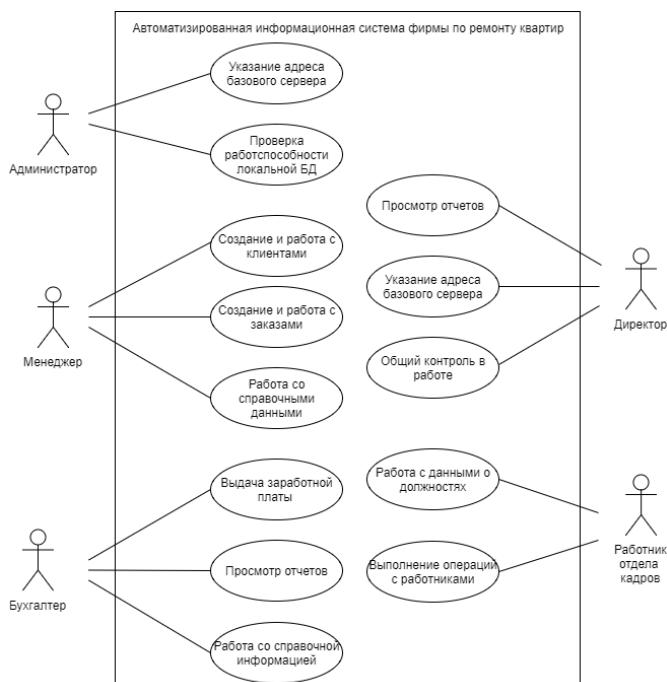 Автоматизированная информационная система фирмы по ремонту квартир
Указание адреса
базового сервера
Администратор
Проверка
работспособности
локальной БД
Просмотр отчетов
Создание и работа с
клиентами
Указание адреса
базового сервера
Директор
Создание и работа с
заказами
Менеджер
Общий контроль в
работе
Работа со
справочными
данными
Выдача заработной
платы
Работа с данными о
должностях
Работник
отдела
кадров
Просмотр отчетов
Выполнение операций
с работниками
Бухгалтер
Работа со справочной
информацией